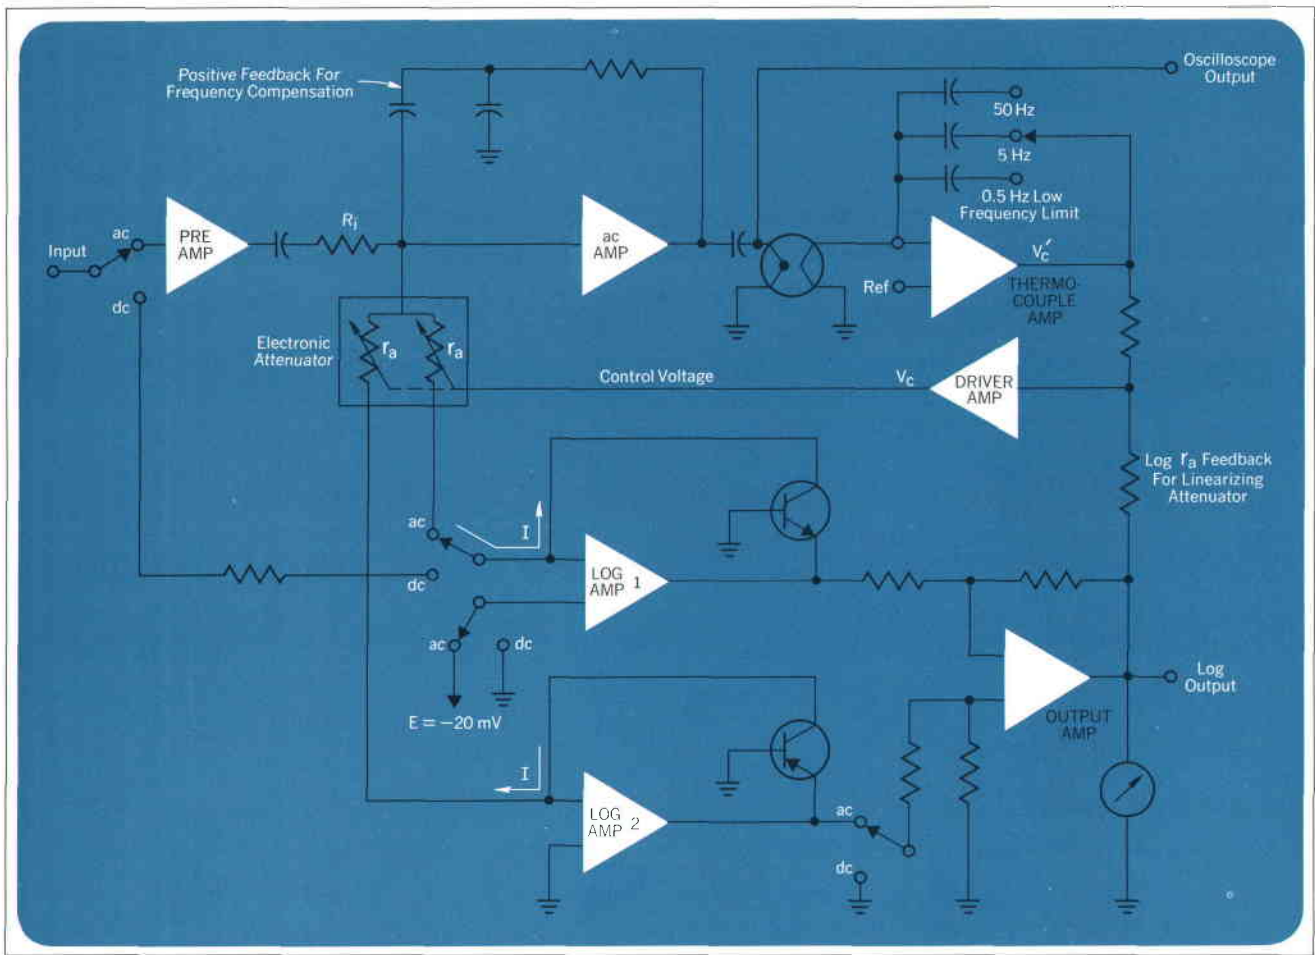 Positive Feedback For
Frequency Compensation
Oscilloscope
Output
50 Hz
5 Hz
0.5 Hz Low
Frequency Limit
Input
ac
dc
PRE
AMP
Ri
ac
AMP
Ref
THERMO-
COUPLE
AMP
Vc′
Electronic
Attenuator
ra
ra
Control Voltage
Vc
DRIVER
AMP
Log ra Feedback
For Linearizing
Attenuator
ac
dc
I
LOG
AMP 1
ac
dc
E = −20 mV
Log
Output
OUTPUT
AMP
I
LOG
AMP 2
ac
dc